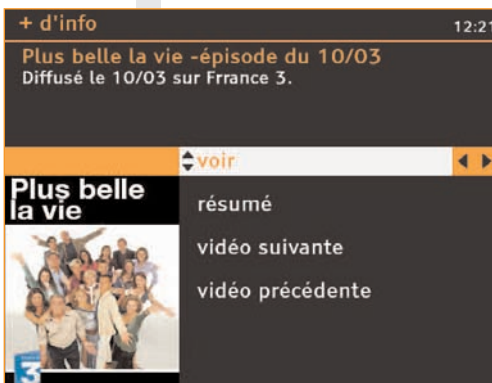 + d'info 12:21
Plus belle la vie -épisode du 10/03
Diffusé le 10/03 sur Frrance 3.
voir
Plus belle
la vie
résumé
vidéo suivante
vidéo précédente
3